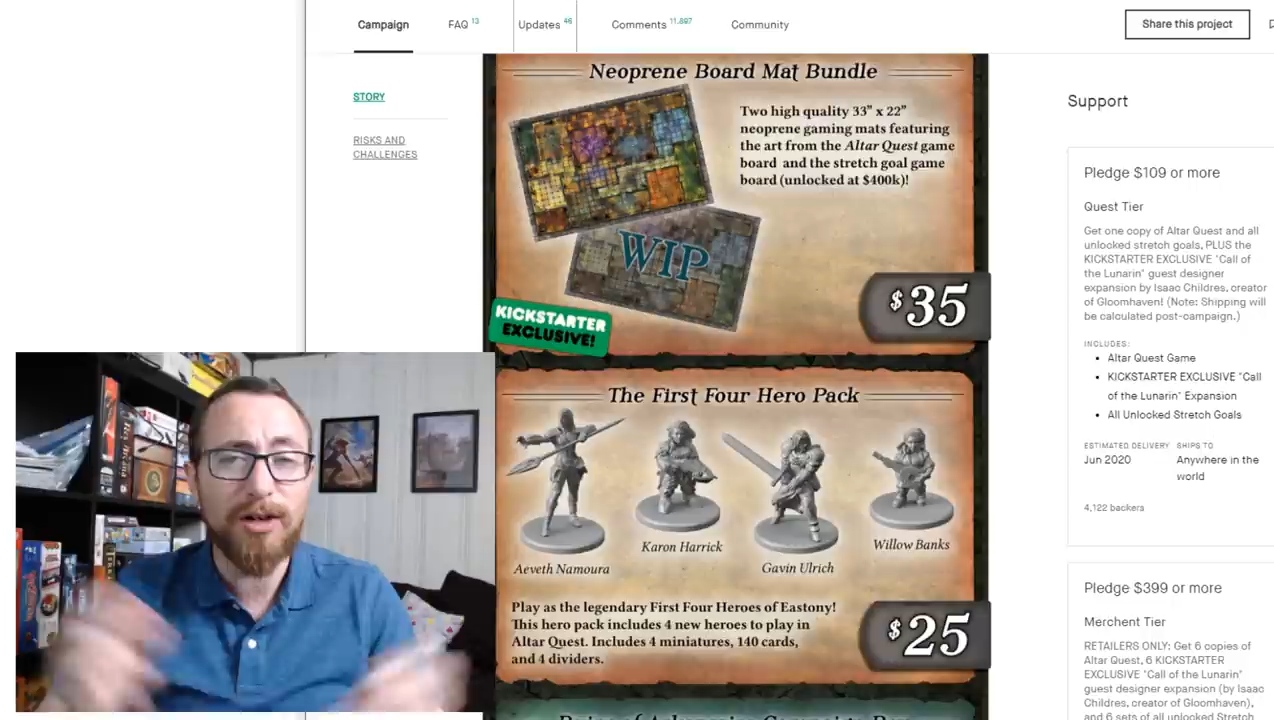 Campaign
FAQ 13
Updates 46
Comments 11,897
Community
Share this project
STORY
RISKS AND
CHALLENGES
Neoprene Board Mat Bundle
Two high quality 33" x 22"
neoprene gaming mats featuring
the art from the Altar Quest game
board and the stretch goal game
board (unlocked at $400k)!
WIP
KICKSTARTER
EXCLUSIVE!
$35
The First Four Hero Pack
Aeveth Namoura
Karon Harrick
Gavin Ulrich
Willow Banks
Play as the legendary First Four Heroes of Eastony!
This hero pack includes 4 new heroes to play in
Altar Quest. Includes 4 miniatures, 140 cards,
and 4 dividers.
$25
Support
Pledge $109 or more
Quest Tier
Get one copy of Altar Quest and all
unlocked stretch goals, PLUS the
KICKSTARTER EXCLUSIVE "Call of
the Lunarin" guest designer
expansion by Isaac Childres, creator
of Gloomhaven! (Note: Shipping will
be calculated post-campaign.)
INCLUDES:
• Altar Quest Game
• KICKSTARTER EXCLUSIVE "Call
of the Lunarin" Expansion
• All Unlocked Stretch Goals
ESTIMATED DELIVERY
Jun 2020
SHIPS TO
Anywhere in the
world
4,122 backers
Pledge $399 or more
Merchent Tier
RETAILERS ONLY: Get 6 copies of
Altar Quest, 6 KICKSTARTER
EXCLUSIVE "Call of the Lunarin"
guest designer expansion (by Isaac
Childres, creator of Gloomhaven),
and 6 sets of all unlocked Stretch